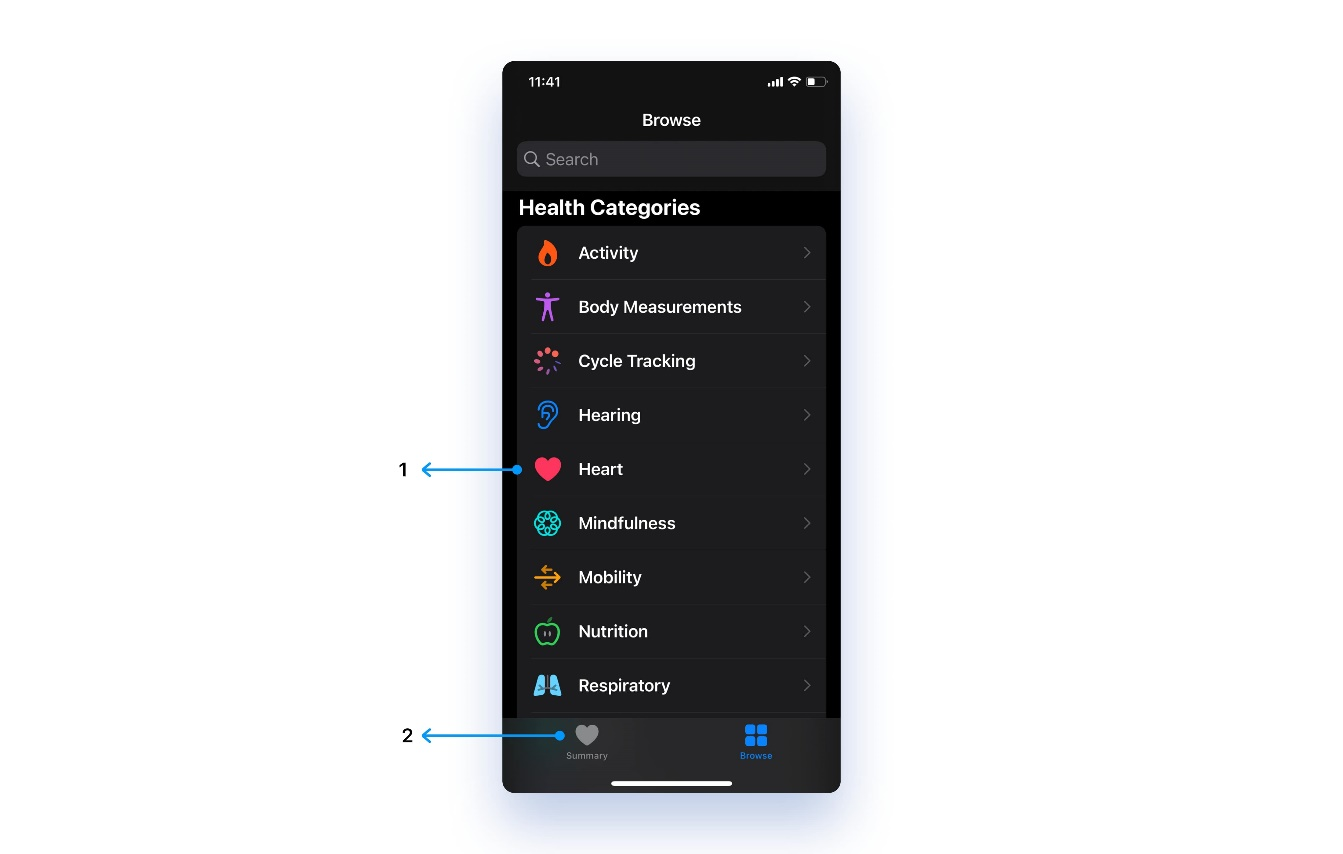 11:41
Browse
Search
Health Categories
Activity
Body Measurements
Cycle Tracking
Hearing
1
Heart
Mindfulness
Mobility
Nutrition
Respiratory
2
Summary
Browse